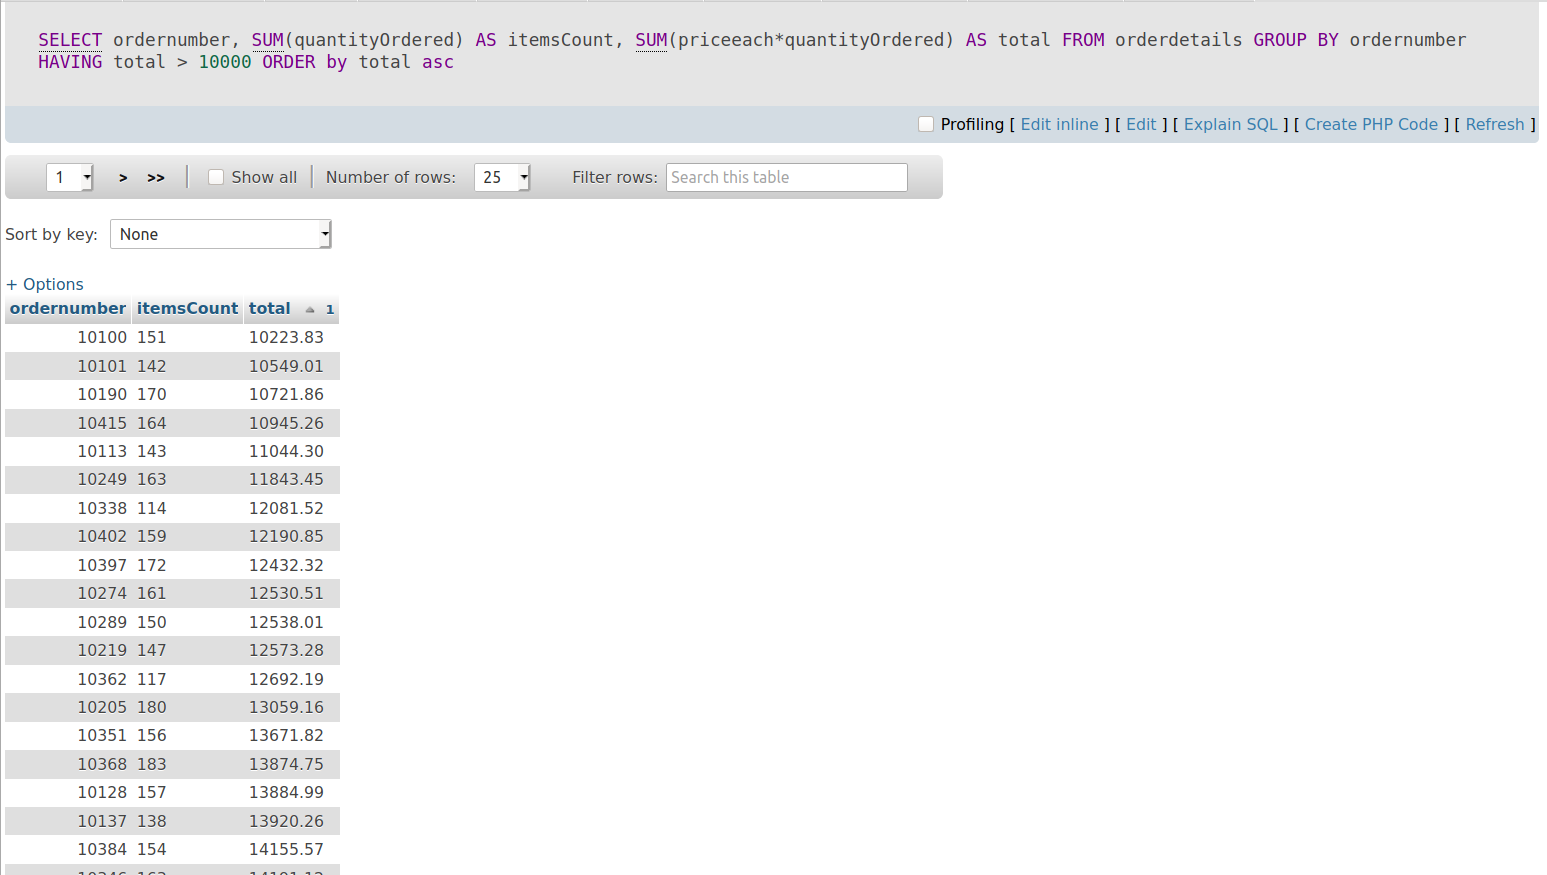 SELECT ordernumber, SUM(quantityOrdered) AS itemsCount, SUM(priceeach*quantityOrdered) AS total FROM orderdetails GROUP BY ordernumber
HAVING total > 10000 ORDER by total asc
Profiling [ Edit inline ] [ Edit ] [ Explain SQL ] [ Create PHP Code ] [ Refresh ]
1 > >> Show all Number of rows: 25 Filter rows: Search this table
Sort by key: None
+ Options
ordernumber itemsCount total 1
10100 151 10223.83
10101 142 10549.01
10190 170 10721.86
10415 164 10945.26
10113 143 11044.30
10249 163 11843.45
10338 114 12081.52
10402 159 12190.85
10397 172 12432.32
10274 161 12530.51
10289 150 12538.01
10219 147 12573.28
10362 117 12692.19
10205 180 13059.16
10351 156 13671.82
10368 183 13874.75
10128 157 13884.99
10137 138 13920.26
10384 154 14155.57